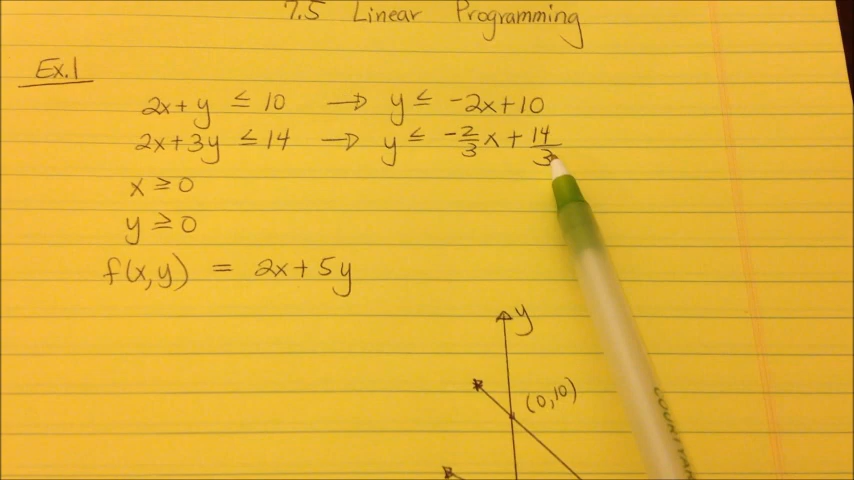 7.5 Linear Programming
Ex.1
2x+y ≤ 10 → y ≤ -2x+10
2x+3y ≤ 14 → y ≤ -2/3 x + 14/3
x ≥ 0
y ≥ 0
f(x,y) = 2x+5y
y
(0,10)